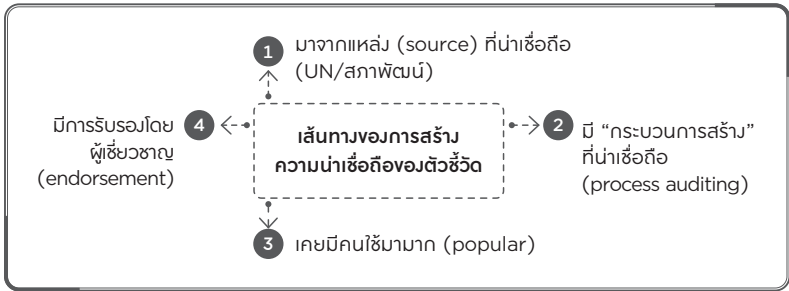 1 มาจากแหล่ง (source) ที่น่าเชื่อถือ
(UN/สภาพัฒน์)
มีการรับรองโดย 4
ผู้เชี่ยวชาญ
(endorsement)
เส้นทางของการสร้าง
ความน่าเชื่อถือของตัวชี้วัด
2 มี “กระบวนการสร้าง”
ที่น่าเชื่อถือ
(process auditing)
3 เคยมีคนใช้มามาก (popular)